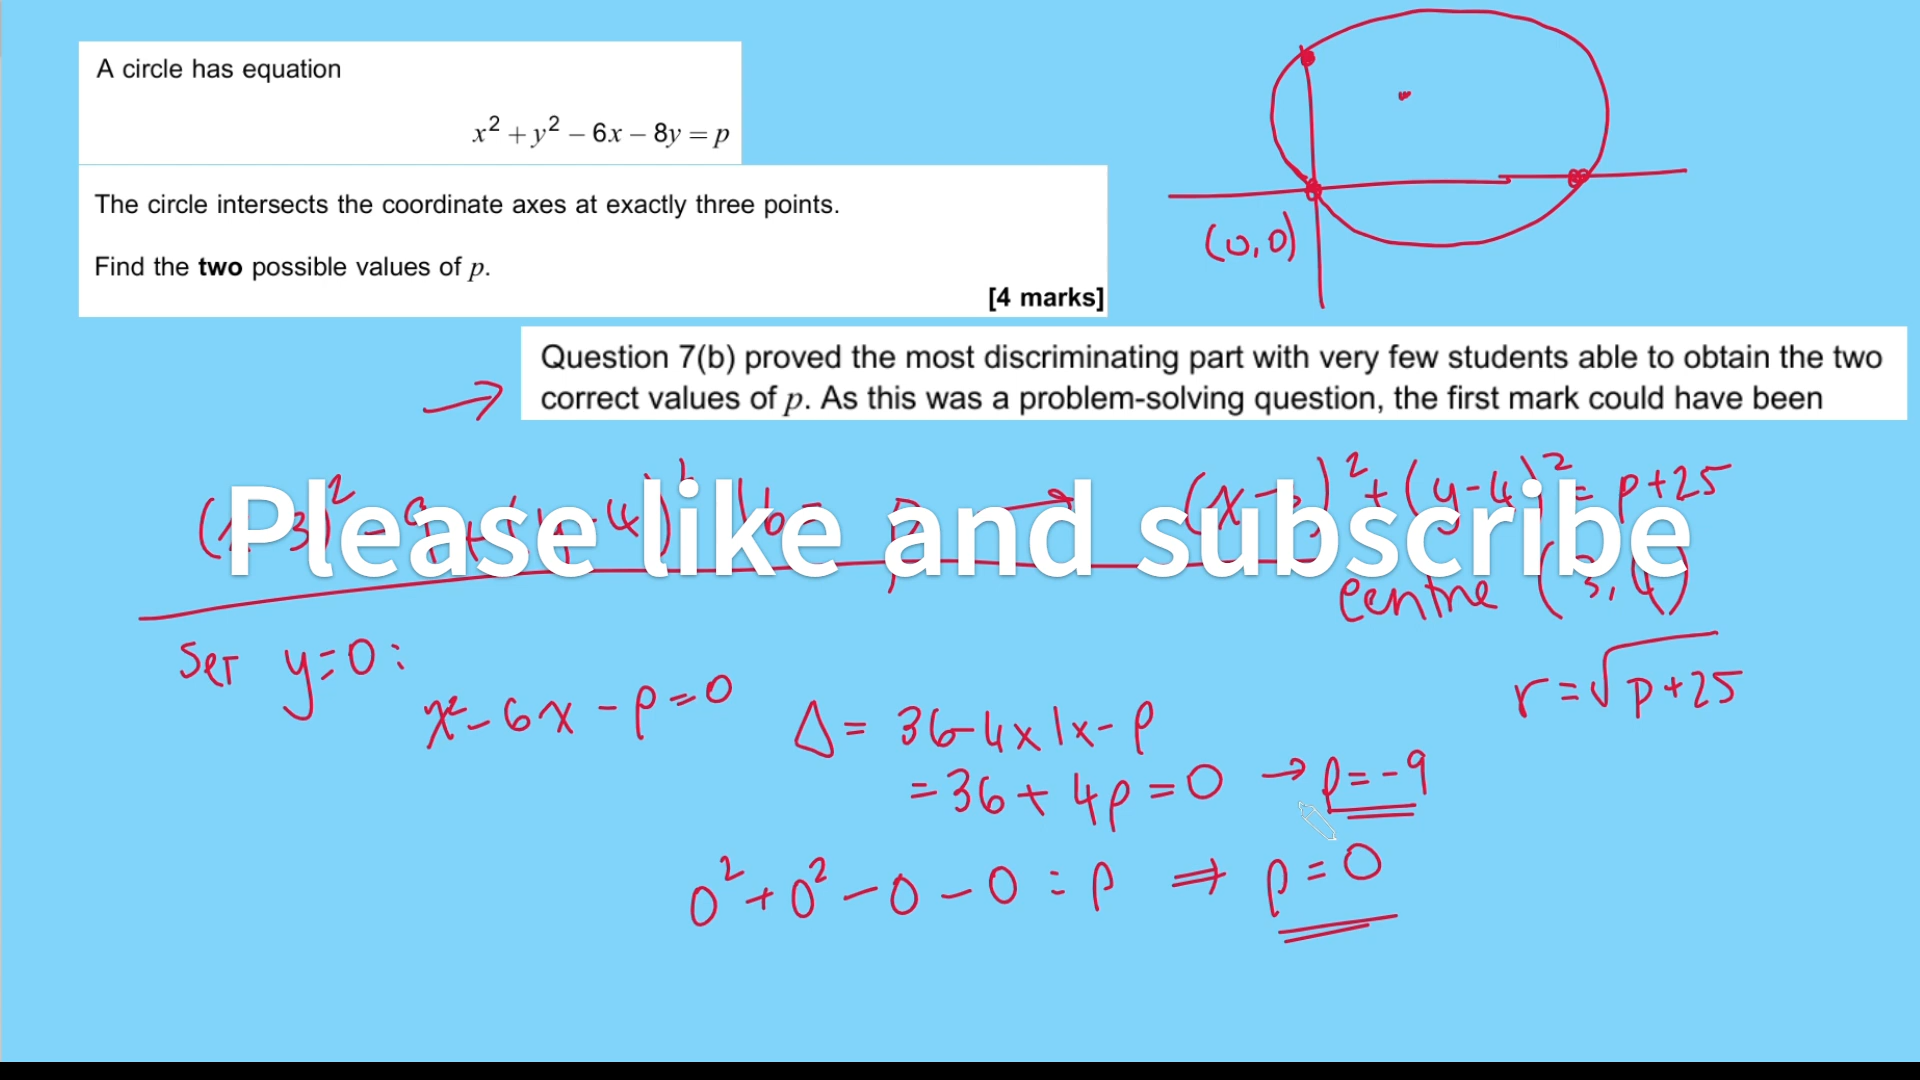 A circle has equation
x² + y² − 6x − 8y = p
The circle intersects the coordinate axes at exactly three points.
Find the two possible values of p.
[4 marks]
(0,0)
Question 7(b) proved the most discriminating part with very few students able to obtain the two
correct values of p. As this was a problem-solving question, the first mark could have been
Please like and subscribe
(y-4)² = p+25
centre (3,4)
r=√p+25
Set y=0:
x²-6x-p=0
Δ= 36-4x1x-p
=36+4p=0 → p=-9
0²+0²-0-0=p ⇒ p=0